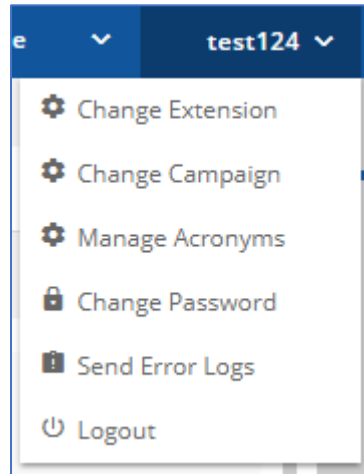 e test124
Change Extension
Change Campaign
Manage Acronyms
Change Password
Send Error Logs
Logout